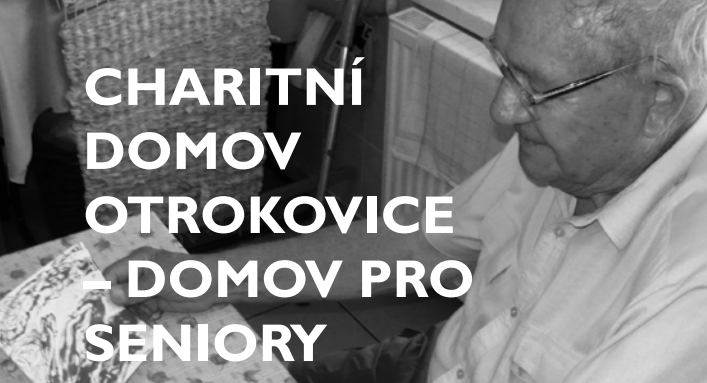 CHARITNÍ
DOMOV
OTROKOVICE
– DOMOV PRO
SENIORY